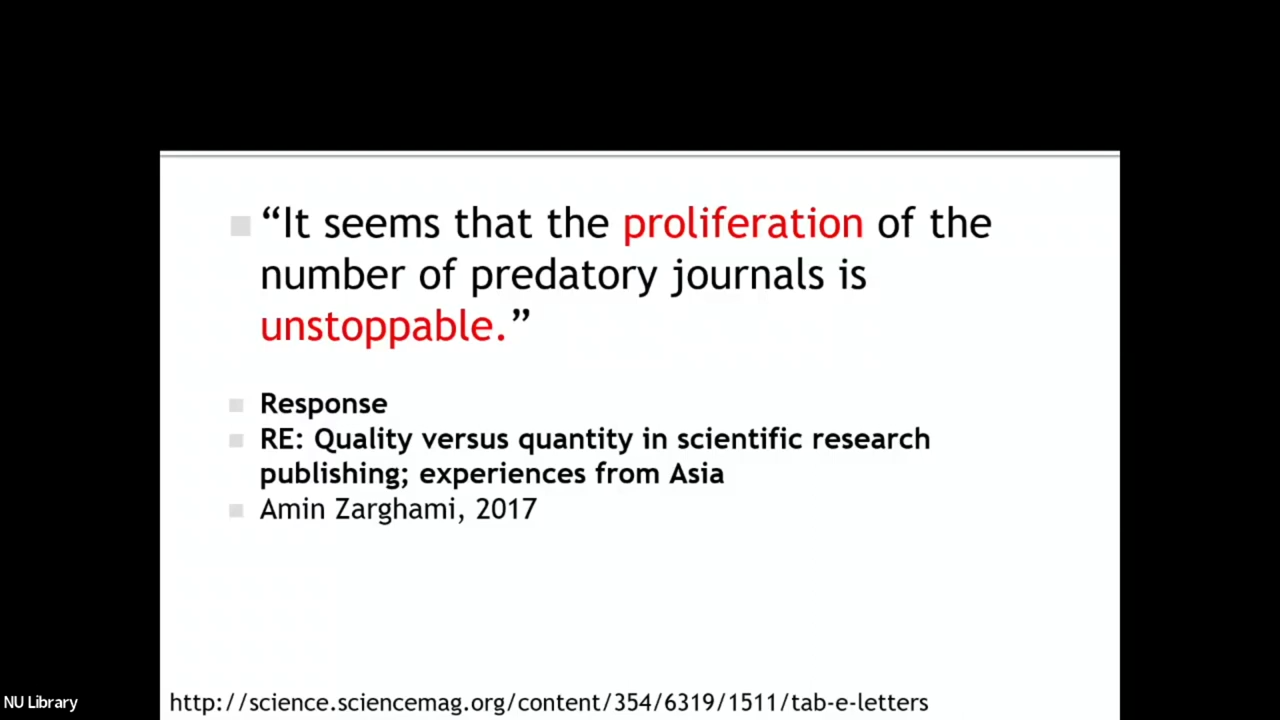 “It seems that the proliferation of the
number of predatory journals is
unstoppable.”
Response
RE: Quality versus quantity in scientific research
publishing; experiences from Asia
Amin Zarghami, 2017
NU Library
http://science.sciencemag.org/content/354/6319/1511/tab-e-letters